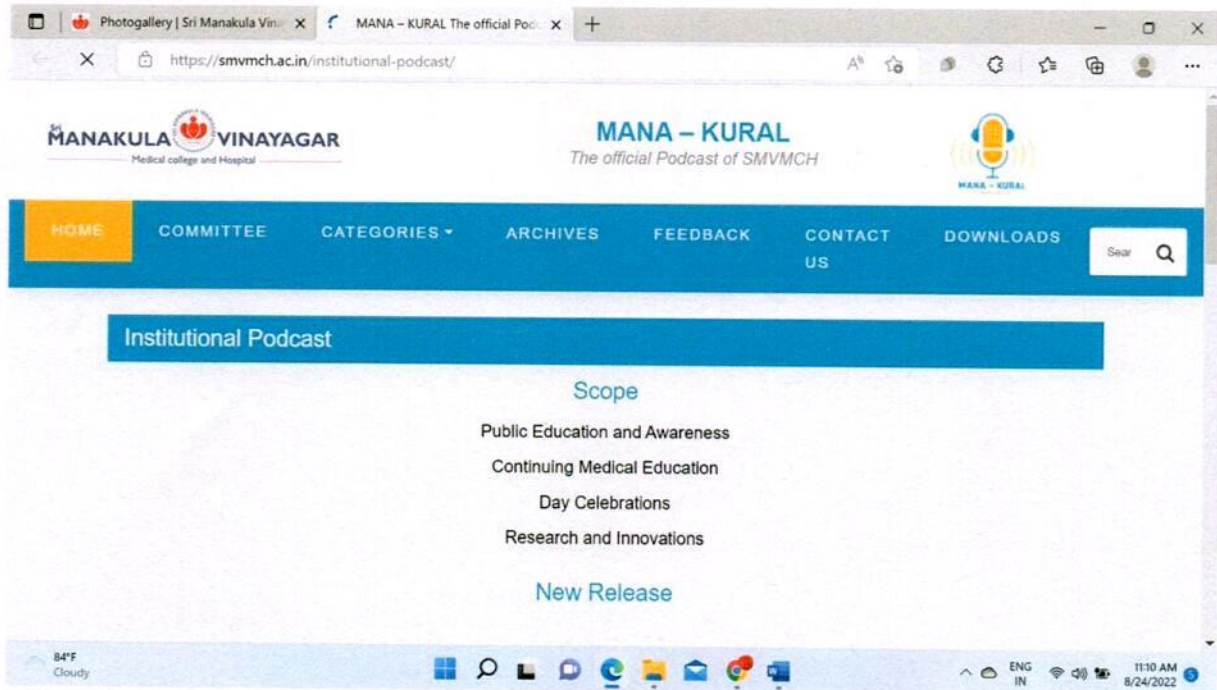 Photogallery | Sri Manakula Vin
MANA – KURAL The official Pod
https://smvmch.ac.in/institutional-podcast/
Sri
MANAKULA VINAYAGAR
Medical college and Hospital
MANA – KURAL
The official Podcast of SMVMCH
MANA – KURAL
HOME
COMMITTEE
CATEGORIES
ARCHIVES
FEEDBACK
CONTACT
US
DOWNLOADS
Sear
Institutional Podcast
Scope
Public Education and Awareness
Continuing Medical Education
Day Celebrations
Research and Innovations
New Release
84°F
Cloudy
ENG
IN
11:10 AM
8/24/2022
5